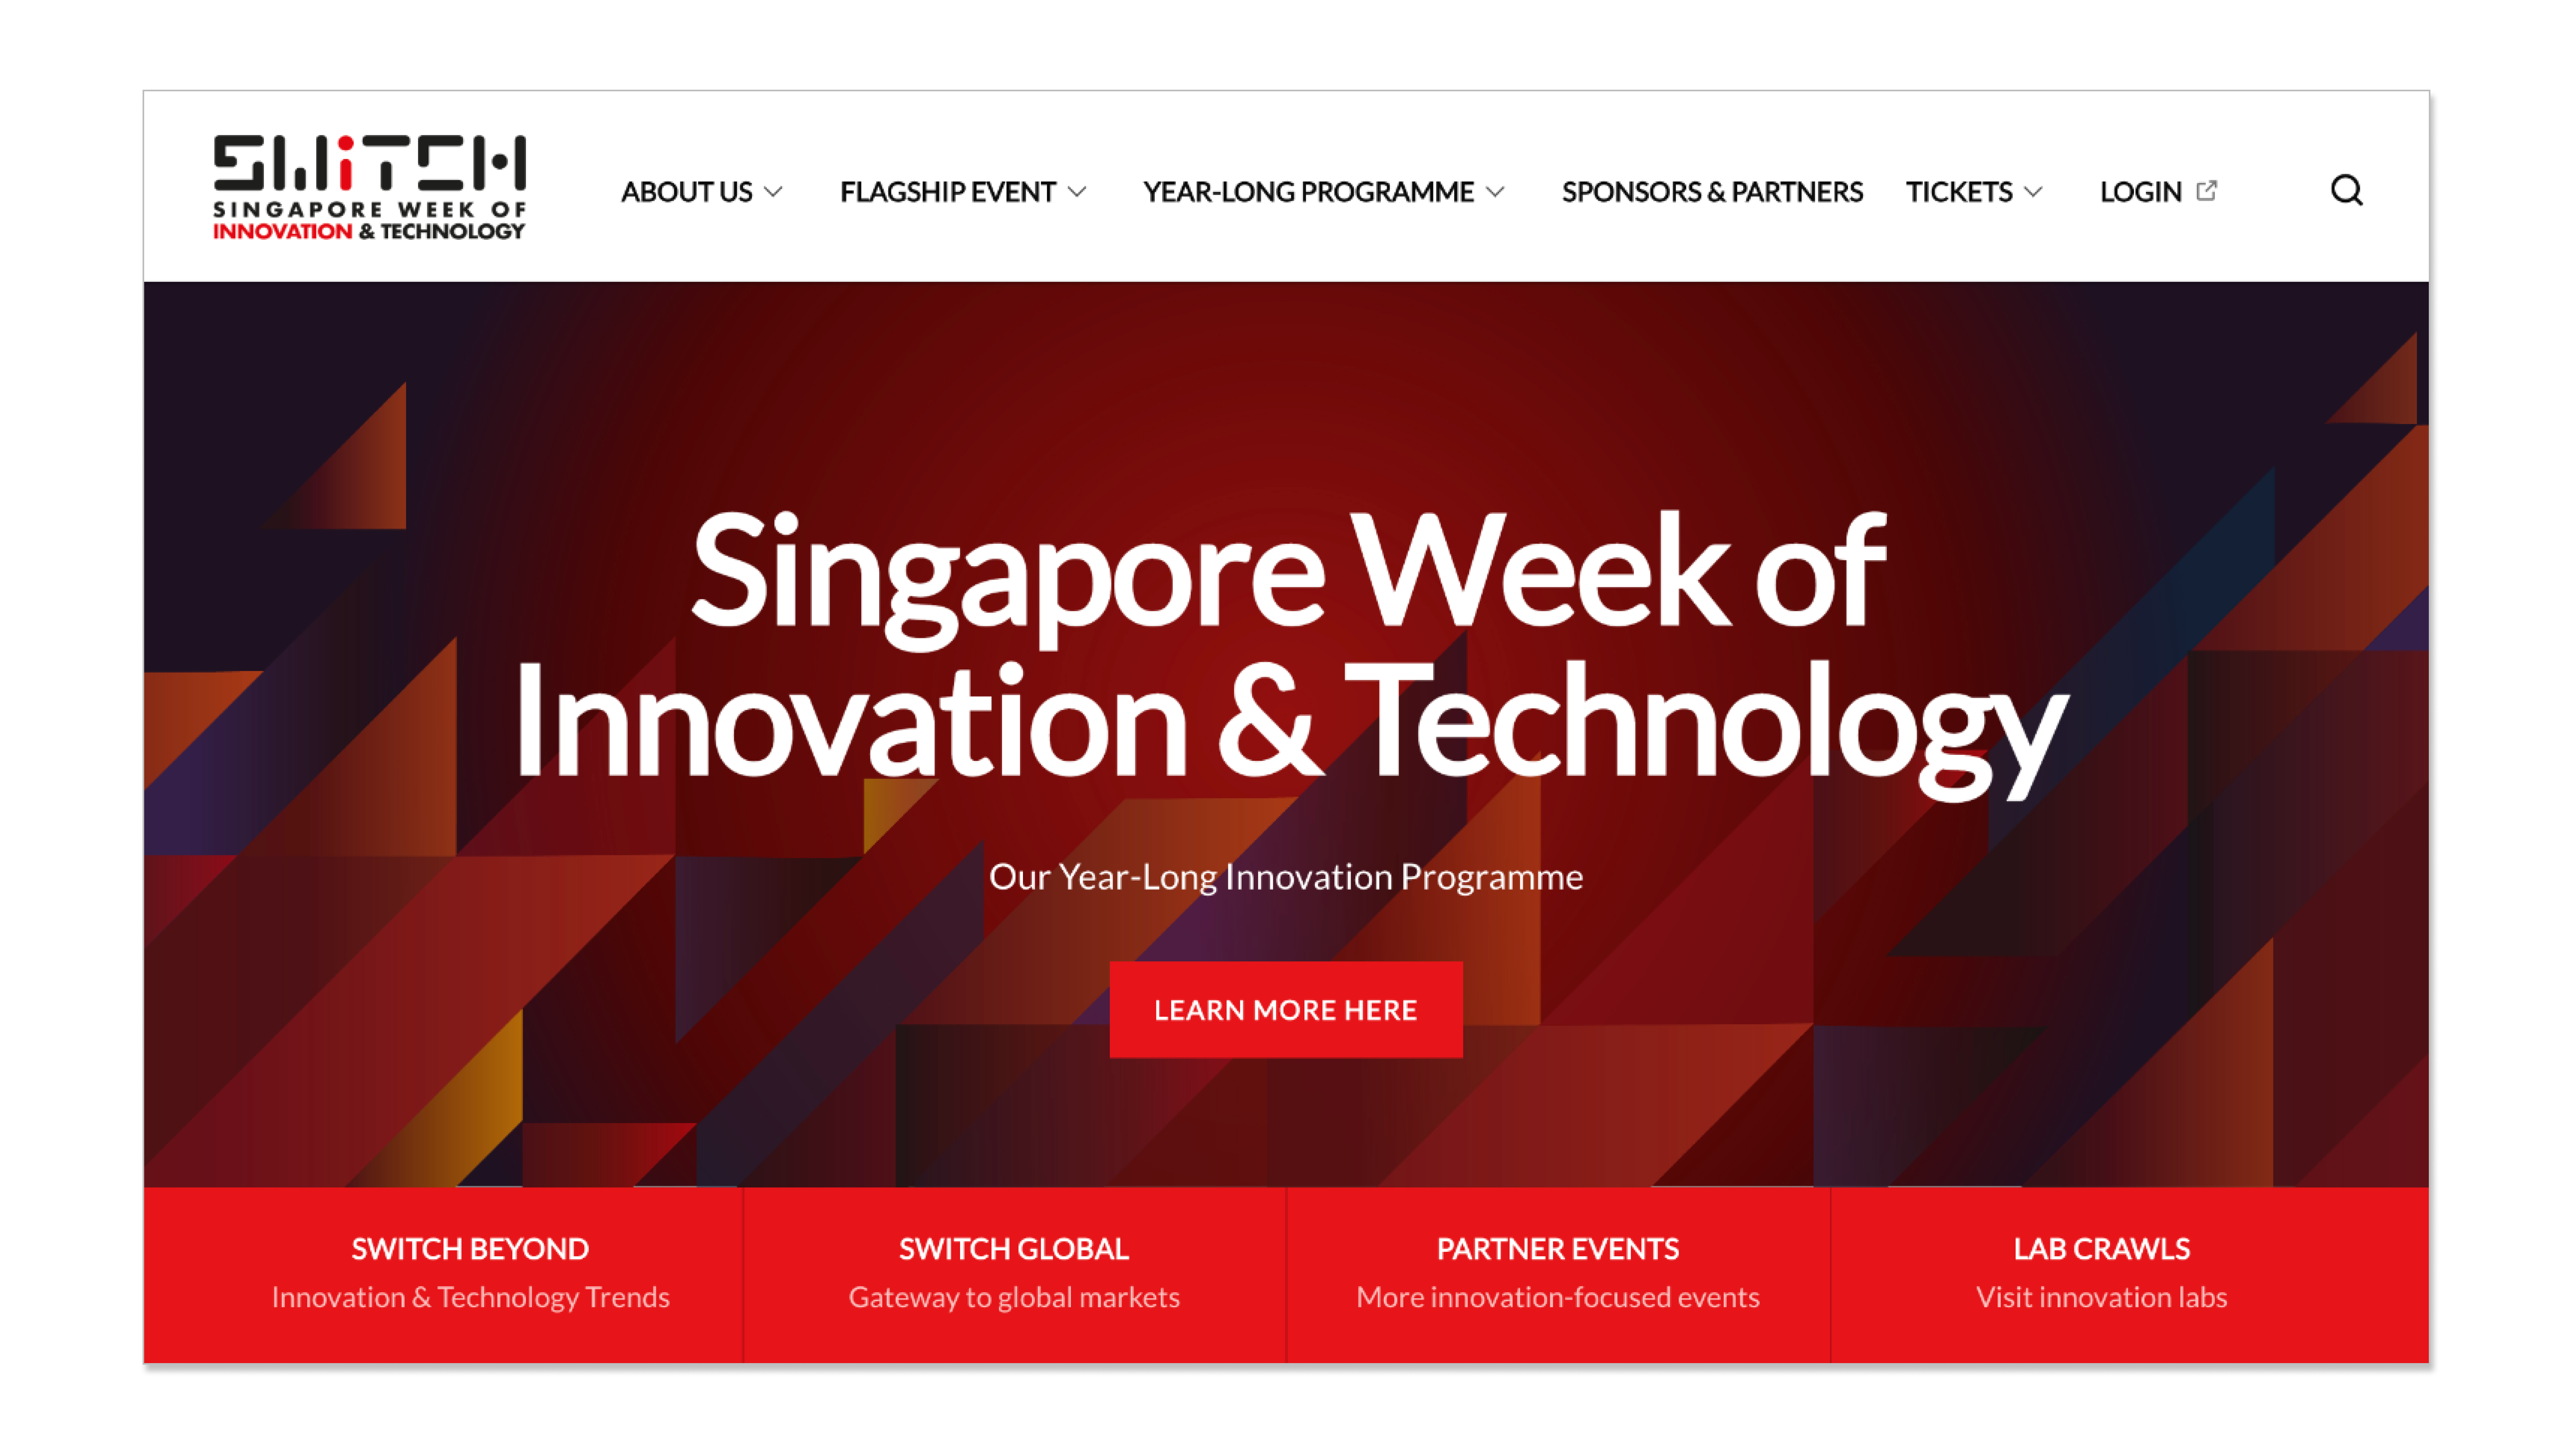 SWiTCH
SINGAPORE WEEK OF
INNOVATION & TECHNOLOGY
ABOUT US
FLAGSHIP EVENT
YEAR-LONG PROGRAMME
SPONSORS & PARTNERS
TICKETS
LOGIN
Singapore Week of
Innovation & Technology
Our Year-Long Innovation Programme
LEARN MORE HERE
SWITCH BEYOND
Innovation & Technology Trends
SWITCH GLOBAL
Gateway to global markets
PARTNER EVENTS
More innovation-focused events
LAB CRAWLS
Visit innovation labs